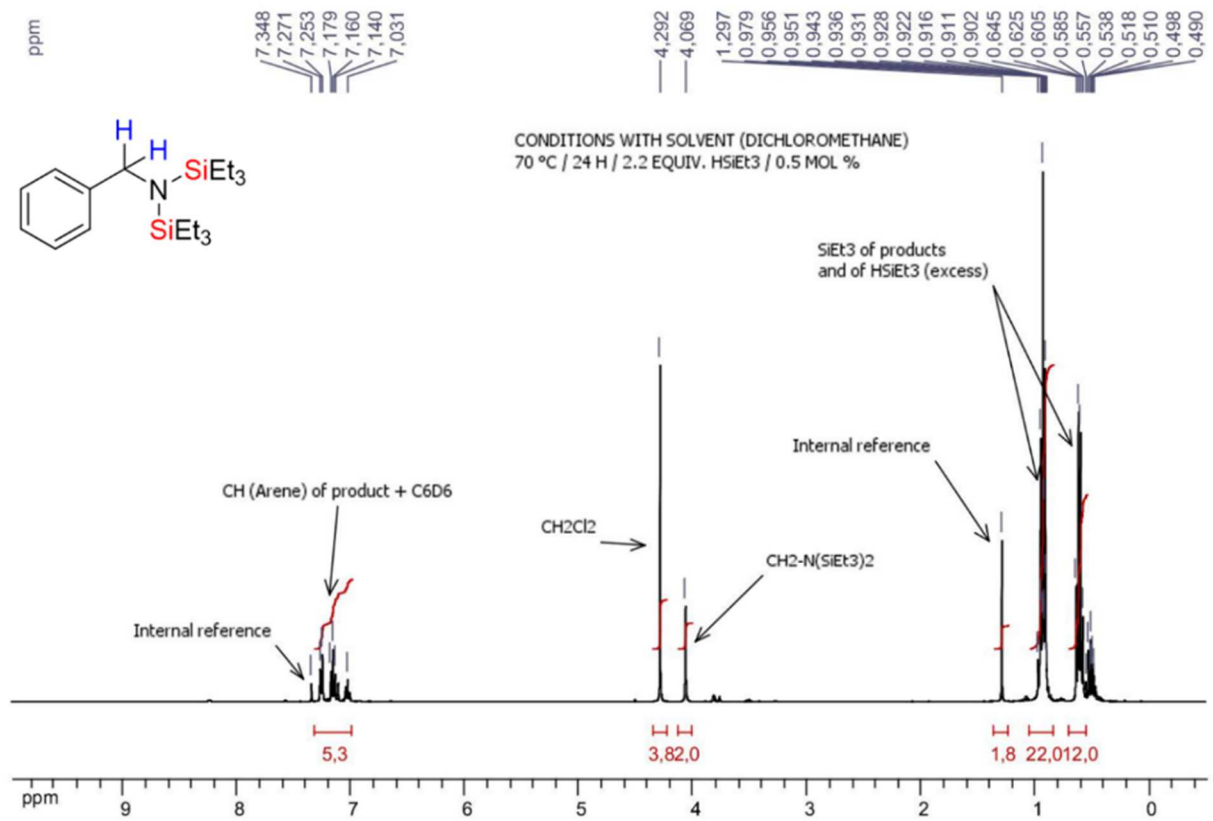 ppm
7,348
7,271
7,253
7,179
7,160
7,140
7,031
4,292
4,069
1,297
0,979
0,956
0,951
0,943
0,936
0,931
0,928
0,922
0,916
0,911
0,902
0,645
0,625
0,605
0,585
0,557
0,538
0,518
0,510
0,498
0,490
H
H
SiEt3
N
SiEt3
CONDITIONS WITH SOLVENT (DICHLOROMETHANE)
70 ºC / 24 H / 2.2 EQUIV. HSiEt3 / 0.5 MOL %
SiEt3 of products
and of HSiEt3 (excess)
Internal reference
CH (Arene) of product + C6D6
CH2Cl2
CH2-N(SiEt3)2
Internal reference
5,3 3,82,0 1,8 22,012,0
ppm 9 8 7 6 5 4 3 2 1 0